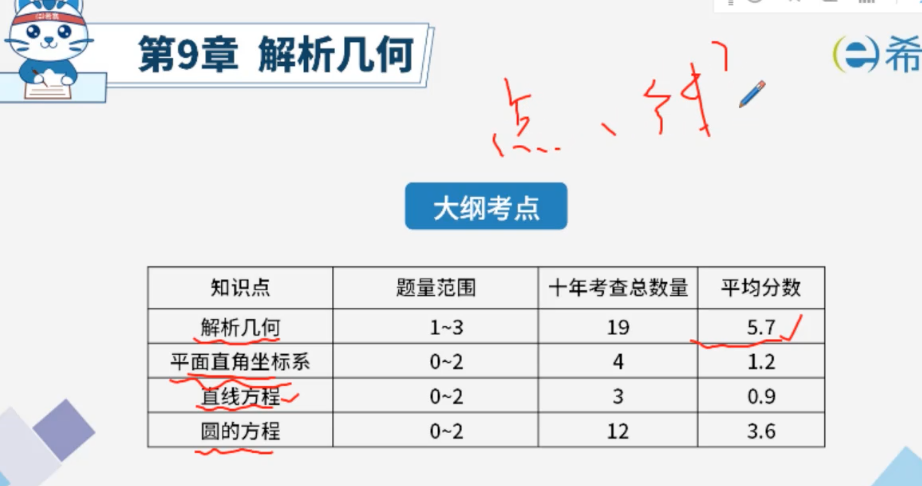 第9章 解析几何
希
点、线
大纲考点
知识点 题量范围 十年考查总数量 平均分数
解析几何 1~3 19 5.7
平面直角坐标系 0~2 4 1.2
直线方程 0~2 3 0.9
圆的方程 0~2 12 3.6